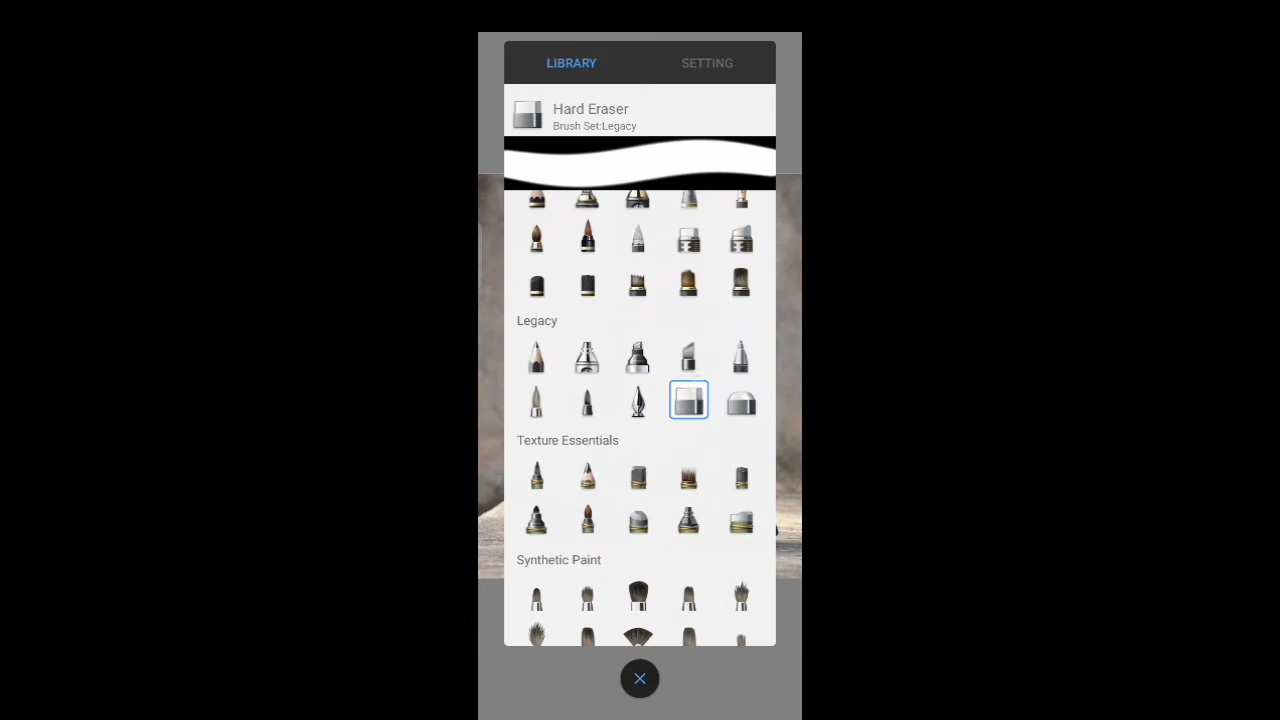 LIBRARY SETTING
Hard Eraser
Brush Set:Legacy
Legacy
Texture Essentials
Synthetic Paint